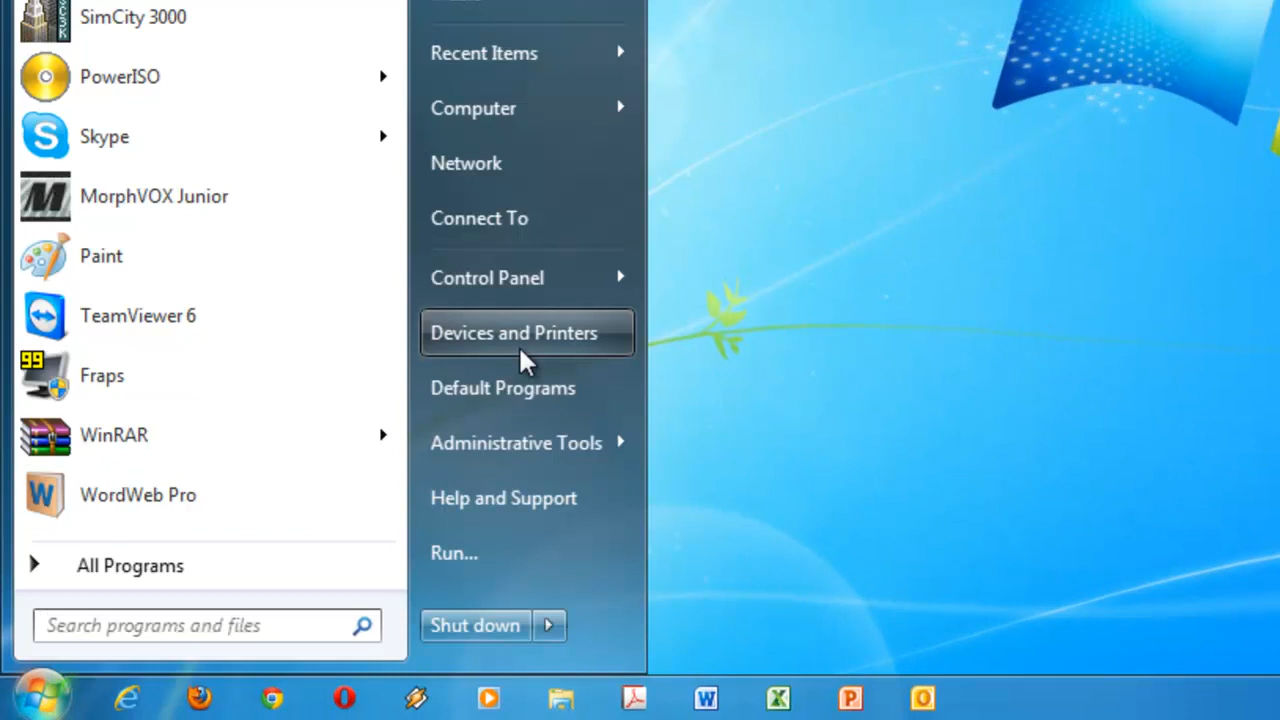 SimCity 3000
PowerISO
Skype
MorphVOX Junior
Paint
TeamViewer 6
99
Fraps
WinRAR
WordWeb Pro
All Programs
Search programs and files
Recent Items
Computer
Network
Connect To
Control Panel
Devices and Printers
Default Programs
Administrative Tools
Help and Support
Run...
Shut down